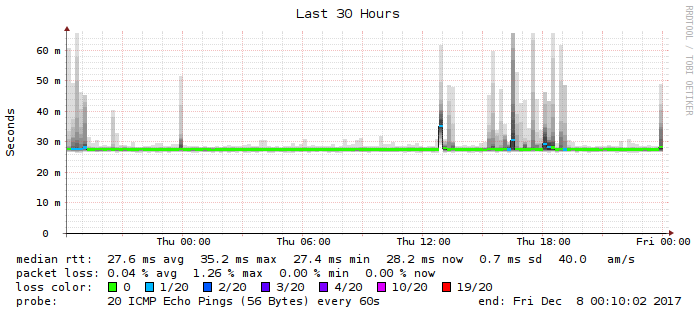 Last 30 Hours
RRDTOOL / TOBI OETIKER
Seconds
60 m
50 m
40 m
30 m
20 m
10 m
0
Thu 00:00 Thu 06:00 Thu 12:00 Thu 18:00 Fri 00:00
median rtt: 27.6 ms avg 35.2 ms max 27.4 ms min 28.2 ms now 0.7 ms sd 40.0 am/s
packet loss: 0.04 % avg 1.26 % max 0.00 % min 0.00 % now
loss color: 0 1/20 2/20 3/20 4/20 10/20 19/20
probe: 20 ICMP Echo Pings (56 Bytes) every 60s end: Fri Dec 8 00:10:02 2017